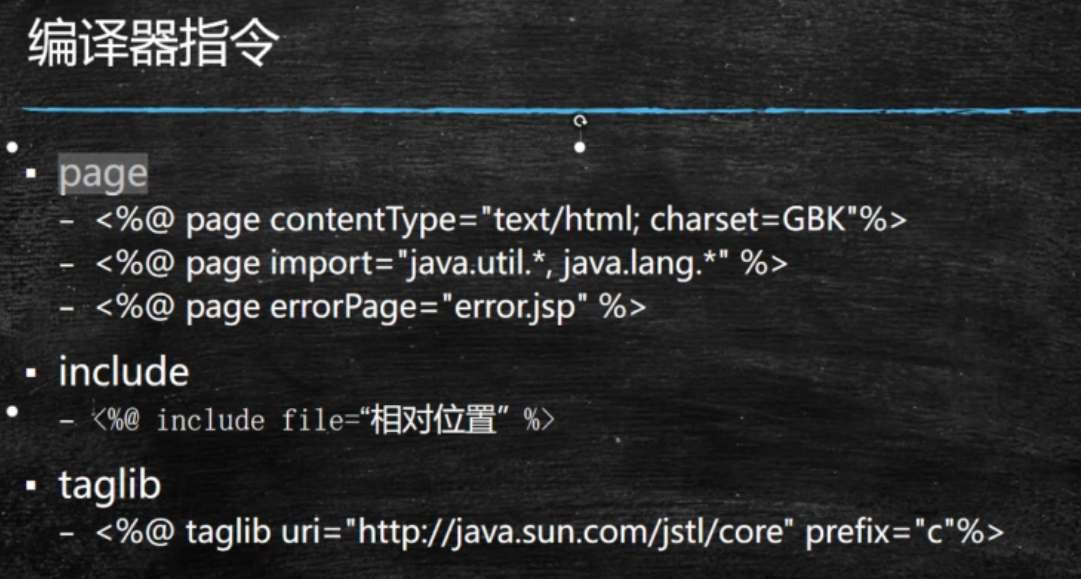 编译器指令
▪ page
– <%@ page contentType="text/html; charset=GBK"%>
– <%@ page import="java.util.*, java.lang.*" %>
– <%@ page errorPage="error.jsp" %>
▪ include
– <%@ include file=“相对位置” %>
▪ taglib
– <%@ taglib uri="http://java.sun.com/jstl/core" prefix="c"%>